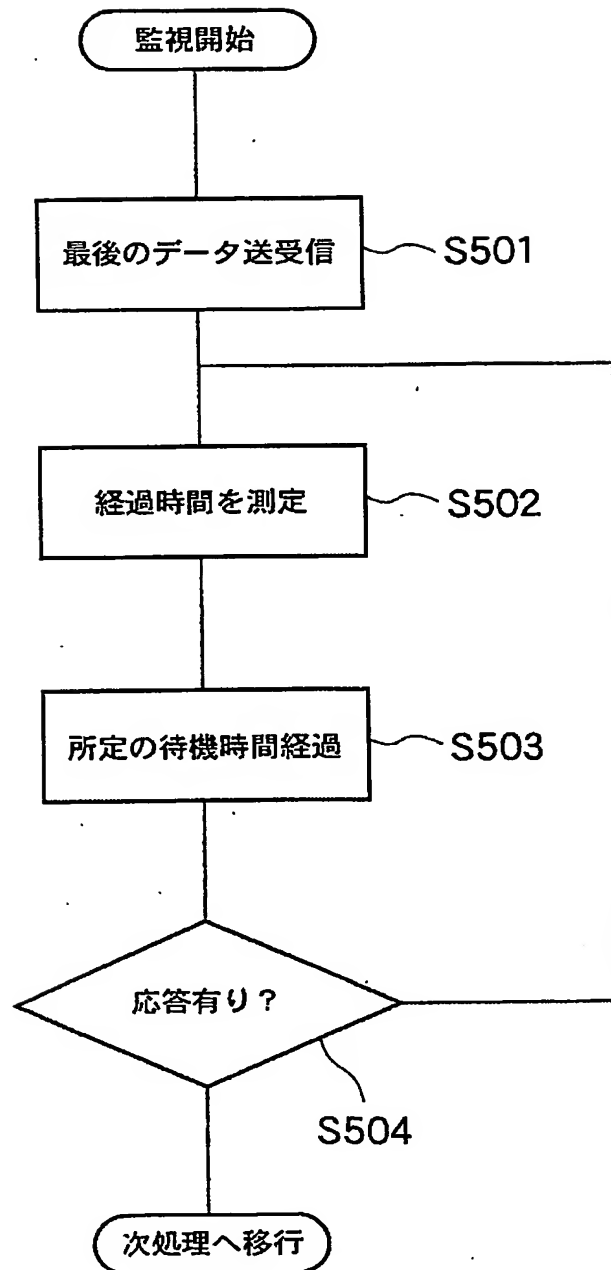 監視開始
最後のデータ送受信
S501
経過時間を測定
S502
所定の待機時間経過
S503
応答有り?
S504
次処理へ移行